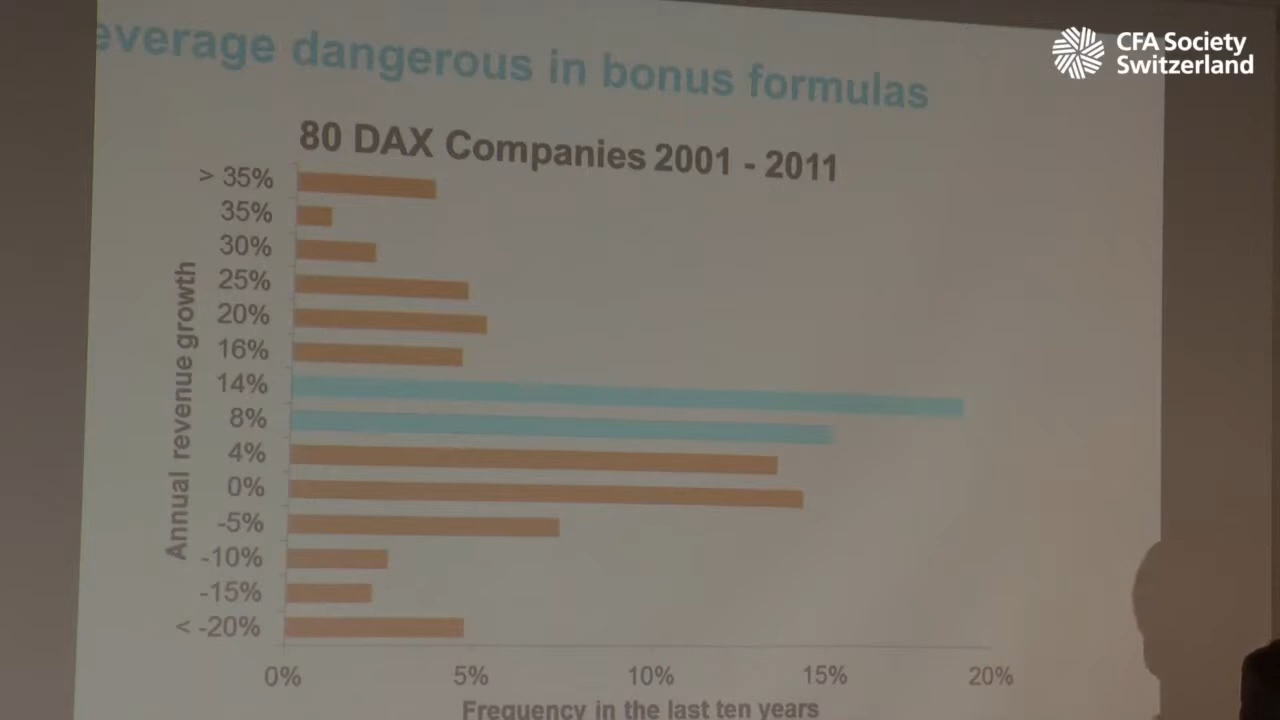 everage dangerous in bonus formulas
CFA Society
Switzerland
80 DAX Companies 2001 - 2011
Annual revenue growth
> 35%
35%
30%
25%
20%
16%
14%
8%
4%
0%
-5%
-10%
-15%
< -20%
0% 5% 10% 15% 20%
Frequency in the last ten years